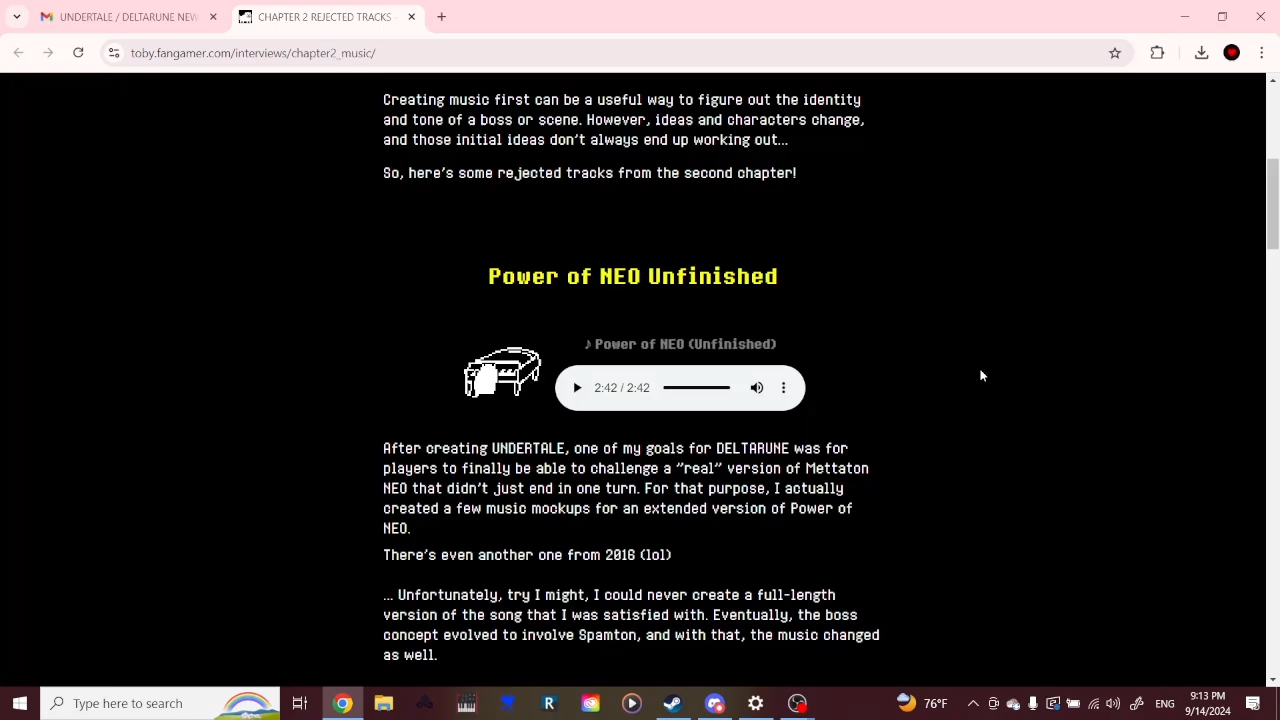 UNDERTALE / DELTARUNE NEW
CHAPTER 2 REJECTED TRACKS -
toby.fangamer.com/interviews/chapter2_music/
Creating music first can be a useful way to figure out the identity
and tone of a boss or scene. However, ideas and characters change,
and those initial ideas don't always end up working out...
So, here's some rejected tracks from the second chapter!
Power of NEO Unfinished
♪ Power of NEO (Unfinished)
2:42 / 2:42
After creating UNDERTALE, one of my goals for DELTARUNE was for
players to finally be able to challenge a "real" version of Mettaton
NEO that didn't just end in one turn. For that purpose, I actually
created a few music mockups for an extended version of Power of
NEO.
There's even another one from 2016 (lol)
... Unfortunately, try I might, I could never create a full-length
version of the song that I was satisfied with. Eventually, the boss
concept evolved to involve Spamton, and with that, the music changed
as well.
Type here to search
R
76°F
ENG
9:13 PM
9/14/2024